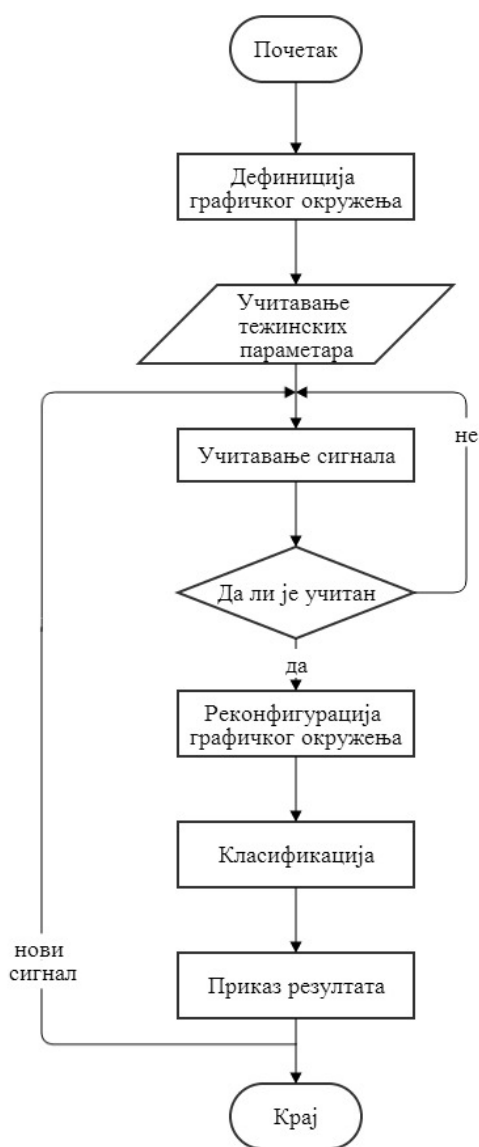 Почетак
Дефиниција
графичког окружења
Учитавање
тежинских
параметара
не
Учитавање сигнала
Да ли је учитан
да
Реконфигурација
графичког окружења
Класификација
нови
сигнал
Приказ резултата
Крај